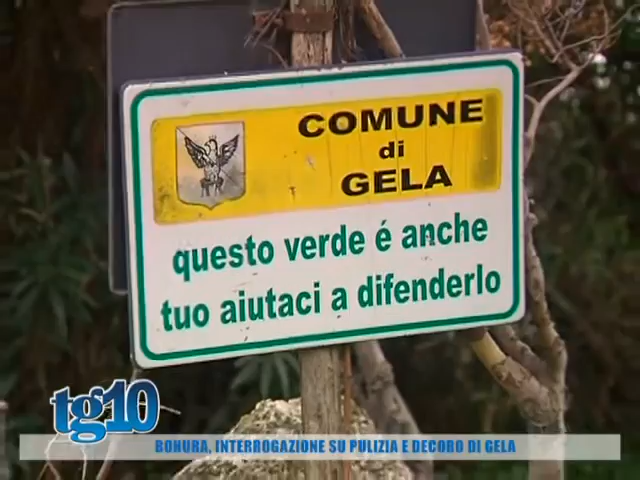 COMUNE
di
GELA
questo verde é anche
tuo aiutaci a difenderlo
tg10
BONURA, INTERROGAZIONE SU PULIZIA E DECORO DI GELA